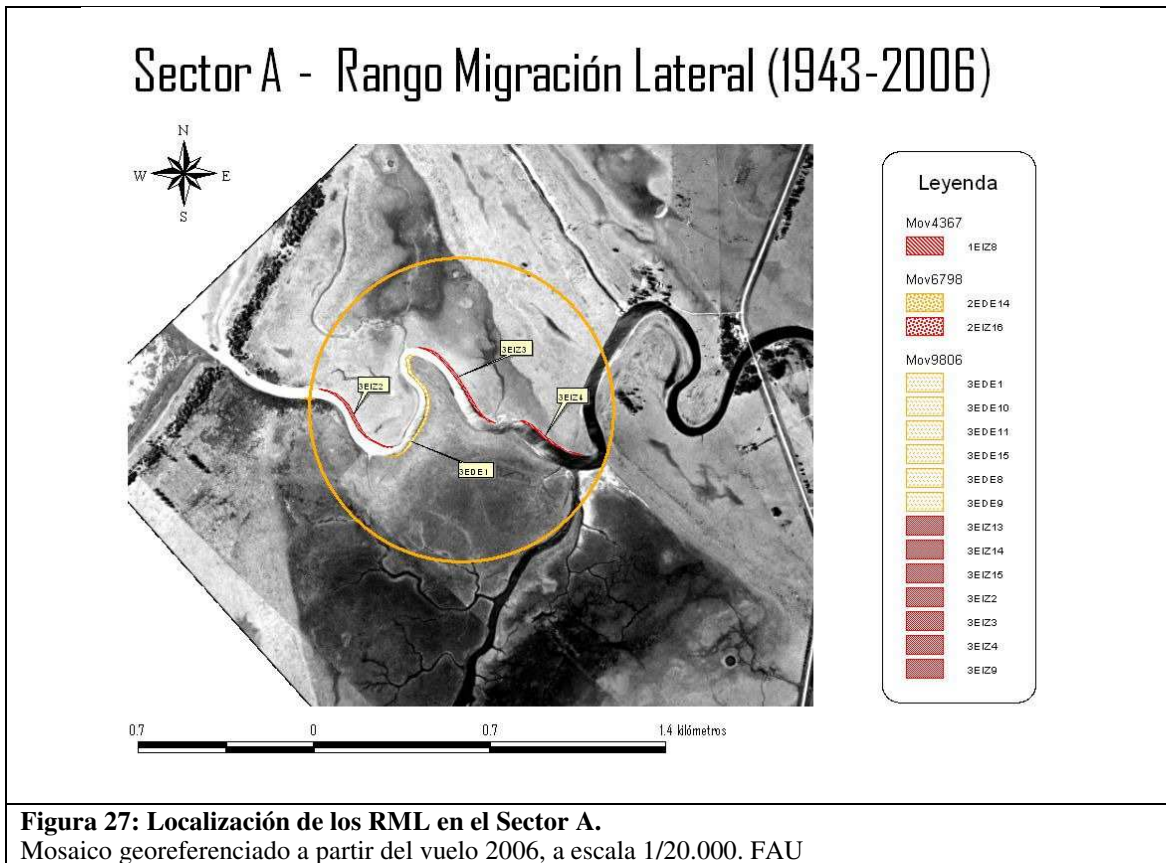 Sector A - Rango Migración Lateral (1943-2006)
N
W E
S
Leyenda
Mov4367
1EIZ8
Mov6798
2EDE14
2EIZ16
Mov9806
3EDE1
3EDE10
3EDE11
3EDE15
3EDE8
3EDE9
3EIZ13
3EIZ14
3EIZ15
3EIZ2
3EIZ3
3EIZ4
3EIZ9
3EIZ3
3EIZ2
3EIZ4
3EDE1
0.7 0 0.7 1.4 kilómetros
Figura 27: Localización de los RML en el Sector A.
Mosaico georeferenciado a partir del vuelo 2006, a escala 1/20.000. FAU